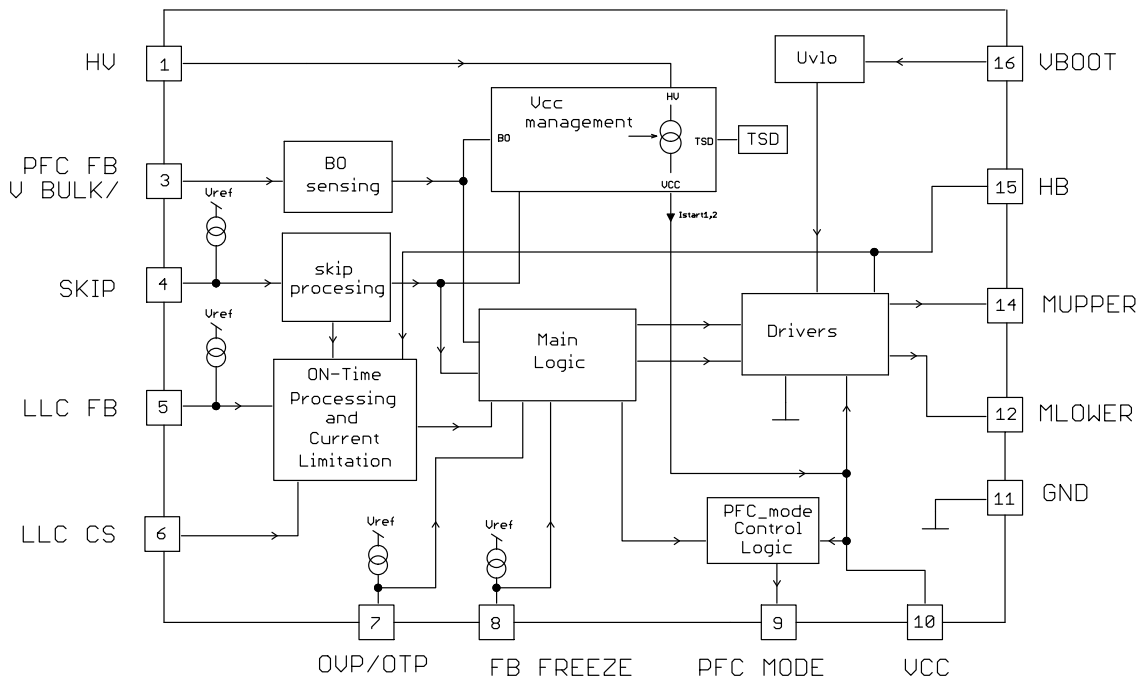 HV
1
Uvlo
16
VBOOT
HV
Vcc
management
BO
TSD
TSD
VCC
PFC FB
V BULK/
3
BO
sensing
15
HB
Vref
Istart1,2
SKIP
4
skip
procesing
14
MUPPER
Vref
Main
Logic
Drivers
LLC FB
5
ON-Time
Processing
and
Current
Limitation
12
MLOWER
11
GND
LLC CS
6
Vref
Vref
PFC_mode
Control
Logic
7
8
9
10
OVP/OTP
FB FREEZE
PFC MODE
VCC